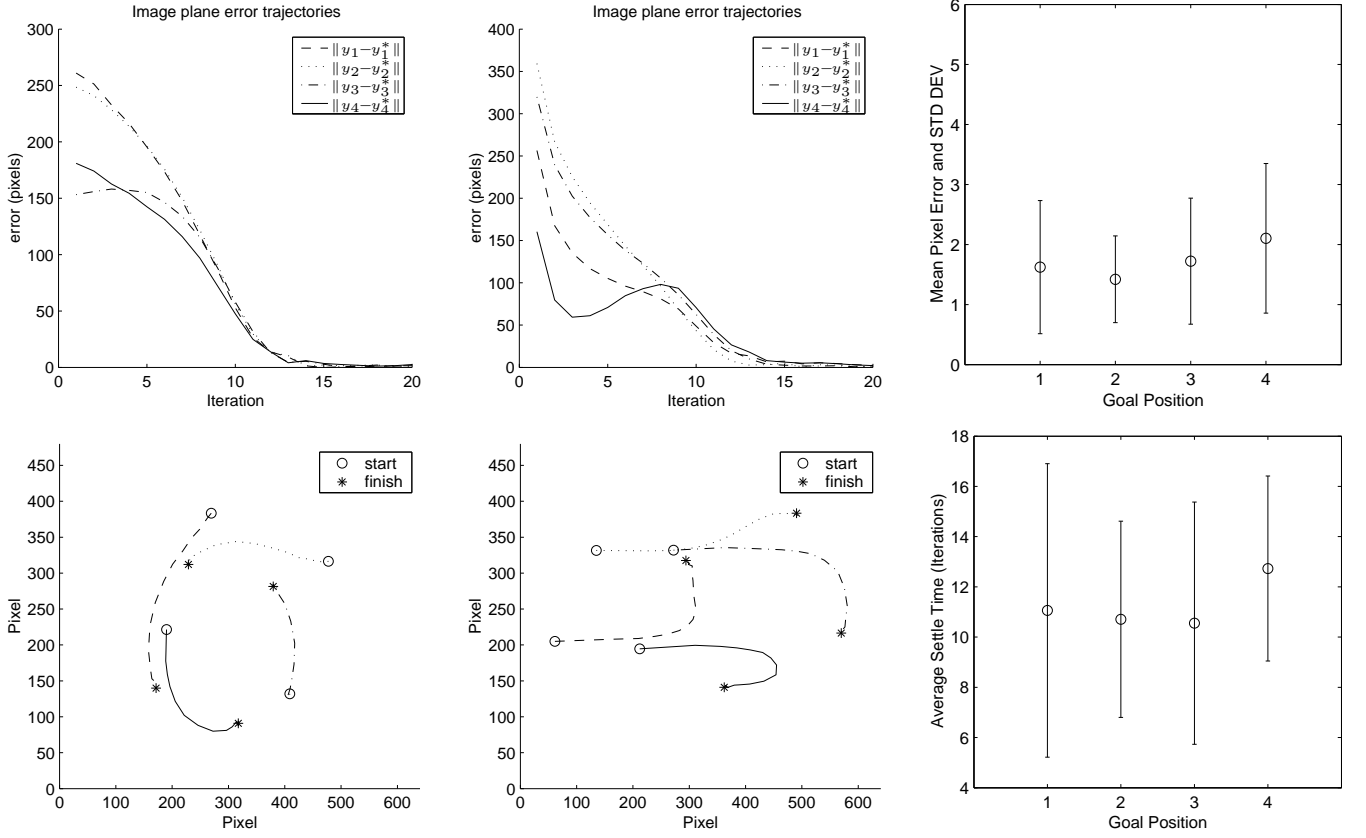 Image plane error trajectories
300
250
200
150
100
50
0
0 5 10 15 20
error (pixels)
Iteration
‖y₁−y₁*‖
‖y₂−y₂*‖
‖y₃−y₃*‖
‖y₄−y₄*‖
Image plane error trajectories
400
350
300
250
200
150
100
50
0
0 5 10 15 20
error (pixels)
Iteration
‖y₁−y₁*‖
‖y₂−y₂*‖
‖y₃−y₃*‖
‖y₄−y₄*‖
6
5
4
3
2
1
0
1 2 3 4
Mean Pixel Error and STD DEV
Goal Position
450
400
350
300
250
200
150
100
50
0
0 100 200 300 400 500 600
Pixel
Pixel
start
finish
450
400
350
300
250
200
150
100
50
0
0 100 200 300 400 500 600
Pixel
Pixel
start
finish
18
16
14
12
10
8
6
4
1 2 3 4
Average Settle Time (Iterations)
Goal Position